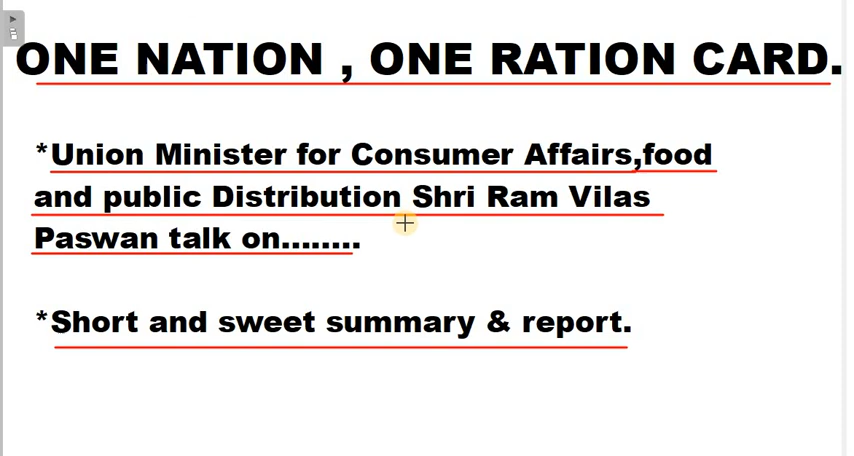 ONE NATION , ONE RATION CARD.
*Union Minister for Consumer Affairs,food
and public Distribution Shri Ram Vilas
Paswan talk on........
*Short and sweet summary & report.